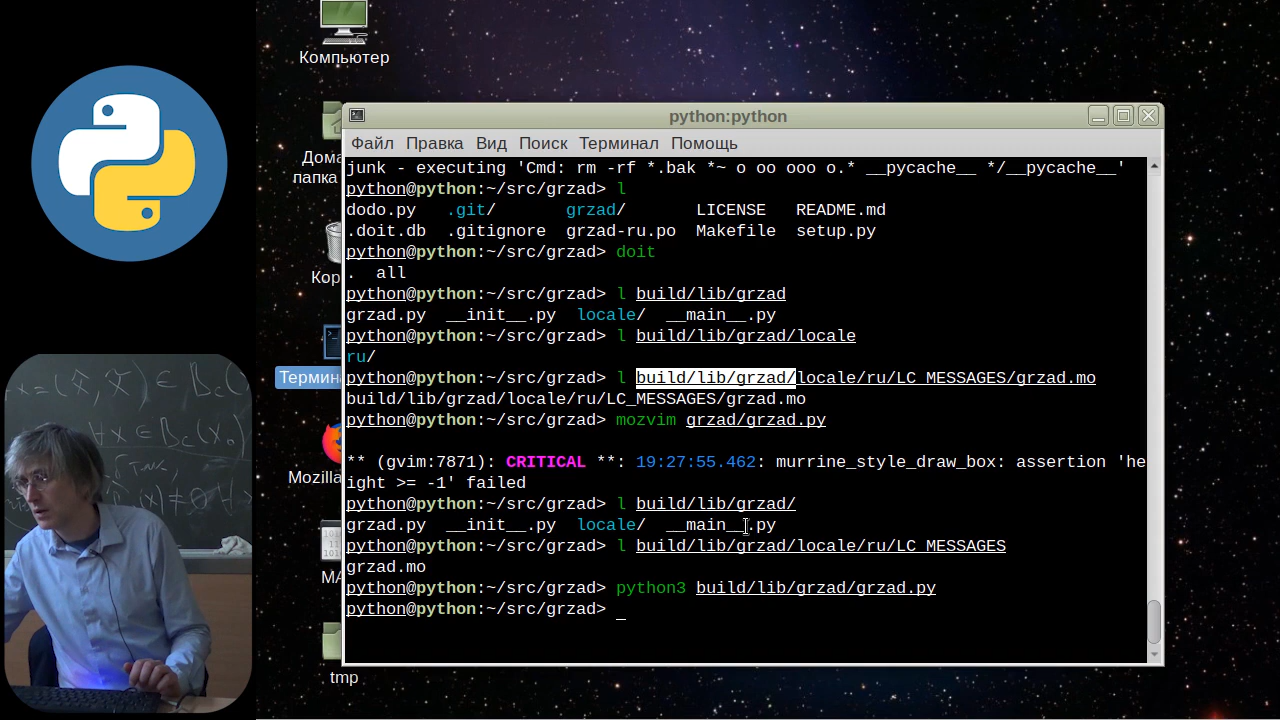 Компьютер
Дома
папка
Кор
Термин
Mozilla
MA
tmp
python:python
Файл Правка Вид Поиск Терминал Помощь
junk - executing 'Cmd: rm -rf *.bak *~ o oo ooo o.* __pycache__ */__pycache__'
python@python:~/src/grzad> l
dodo.py .git/ grzad/ LICENSE README.md
.doit.db .gitignore grzad-ru.po Makefile setup.py
python@python:~/src/grzad> doit
. all
python@python:~/src/grzad> l build/lib/grzad
grzad.py __init__.py locale/ __main__.py
python@python:~/src/grzad> l build/lib/grzad/locale
ru/
python@python:~/src/grzad> l build/lib/grzad/locale/ru/LC_MESSAGES/grzad.mo
build/lib/grzad/locale/ru/LC_MESSAGES/grzad.mo
python@python:~/src/grzad> mozvim grzad/grzad.py
** (gvim:7871): CRITICAL **: 19:27:55.462: murrine_style_draw_box: assertion 'he
ight >= -1' failed
python@python:~/src/grzad> l build/lib/grzad/
grzad.py __init__.py locale/ __main__.py
python@python:~/src/grzad> l build/lib/grzad/locale/ru/LC_MESSAGES
grzad.mo
python@python:~/src/grzad> python3 build/lib/grzad/grzad.py
python@python:~/src/grzad>